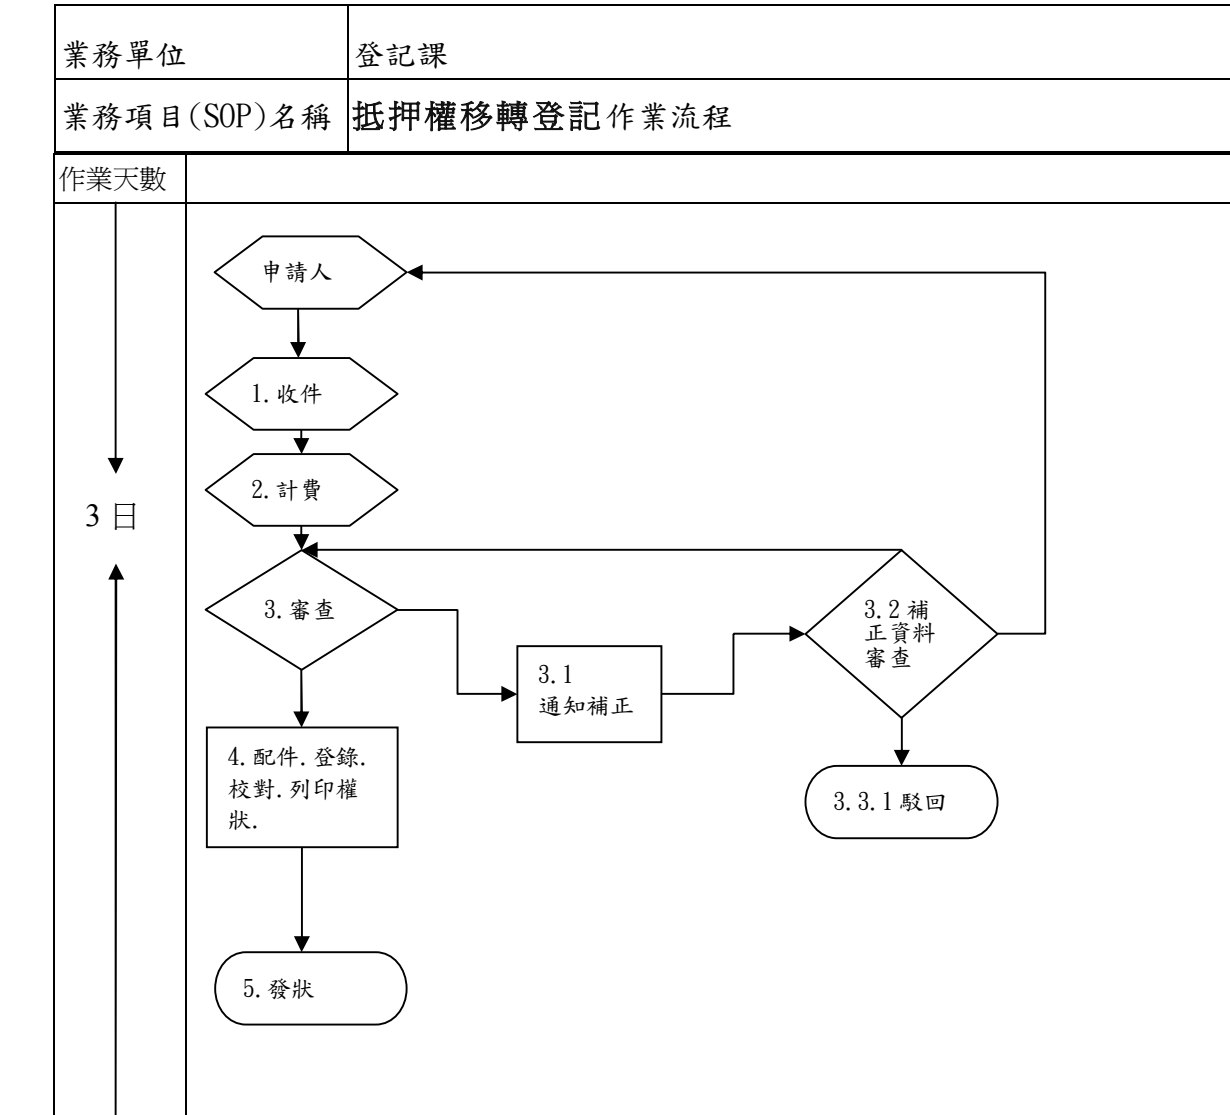 業務單位
登記課
業務項目(SOP)名稱
抵押權移轉登記作業流程
作業天數
申請人
1.收件
2.計費
3日
3.審查
3.2補
正資料
審查
3.1
通知補正
4.配件.登錄.
校對.列印權
狀.
3.3.1駁回
5.發狀